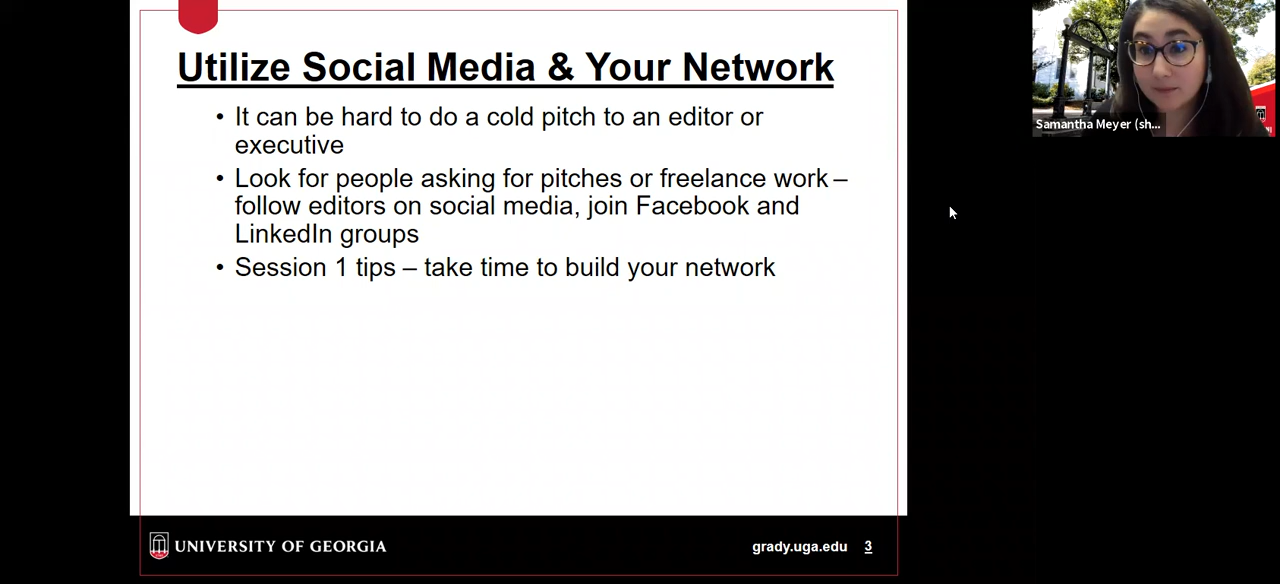 Utilize Social Media & Your Network
• It can be hard to do a cold pitch to an editor or
executive
• Look for people asking for pitches or freelance work –
follow editors on social media, join Facebook and
LinkedIn groups
• Session 1 tips – take time to build your network
UNIVERSITY OF GEORGIA
grady.uga.edu 3
Samantha Meyer (sh...